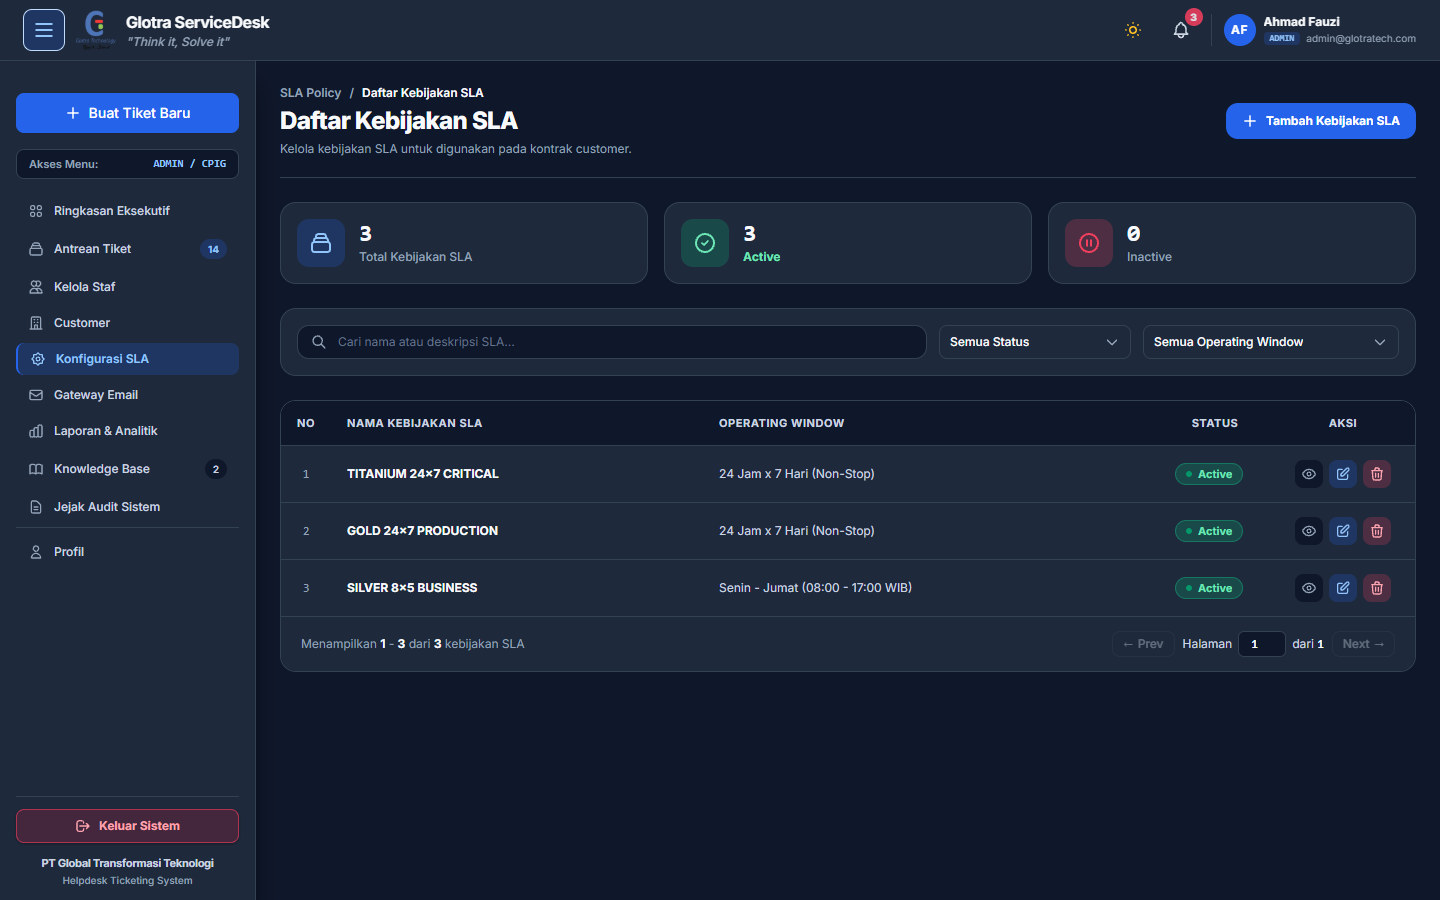 Glotra ServiceDesk
"Think it, Solve it"
3
AF
Ahmad Fauzi
ADMIN admin@glotratech.com
Buat Tiket Baru
Akses Menu: ADMIN / CPIG
Ringkasan Eksekutif
Antrean Tiket 14
Kelola Staf
Customer
Konfigurasi SLA
Gateway Email
Laporan & Analitik
Knowledge Base 2
Jejak Audit Sistem
Profil
Keluar Sistem
PT Global Transformasi Teknologi
Helpdesk Ticketing System
SLA Policy / Daftar Kebijakan SLA
Daftar Kebijakan SLA
Kelola kebijakan SLA untuk digunakan pada kontrak customer.
Tambah Kebijakan SLA
3
Total Kebijakan SLA
3
Active
0
Inactive
Cari nama atau deskripsi SLA...
Semua Status
Semua Operating Window
NO NAMA KEBIJAKAN SLA OPERATING WINDOW STATUS AKSI
1 TITANIUM 24×7 CRITICAL 24 Jam x 7 Hari (Non-Stop) Active
2 GOLD 24×7 PRODUCTION 24 Jam x 7 Hari (Non-Stop) Active
3 SILVER 8×5 BUSINESS Senin - Jumat (08:00 - 17:00 WIB) Active
Menampilkan 1 - 3 dari 3 kebijakan SLA
← Prev Halaman 1 dari 1 Next →